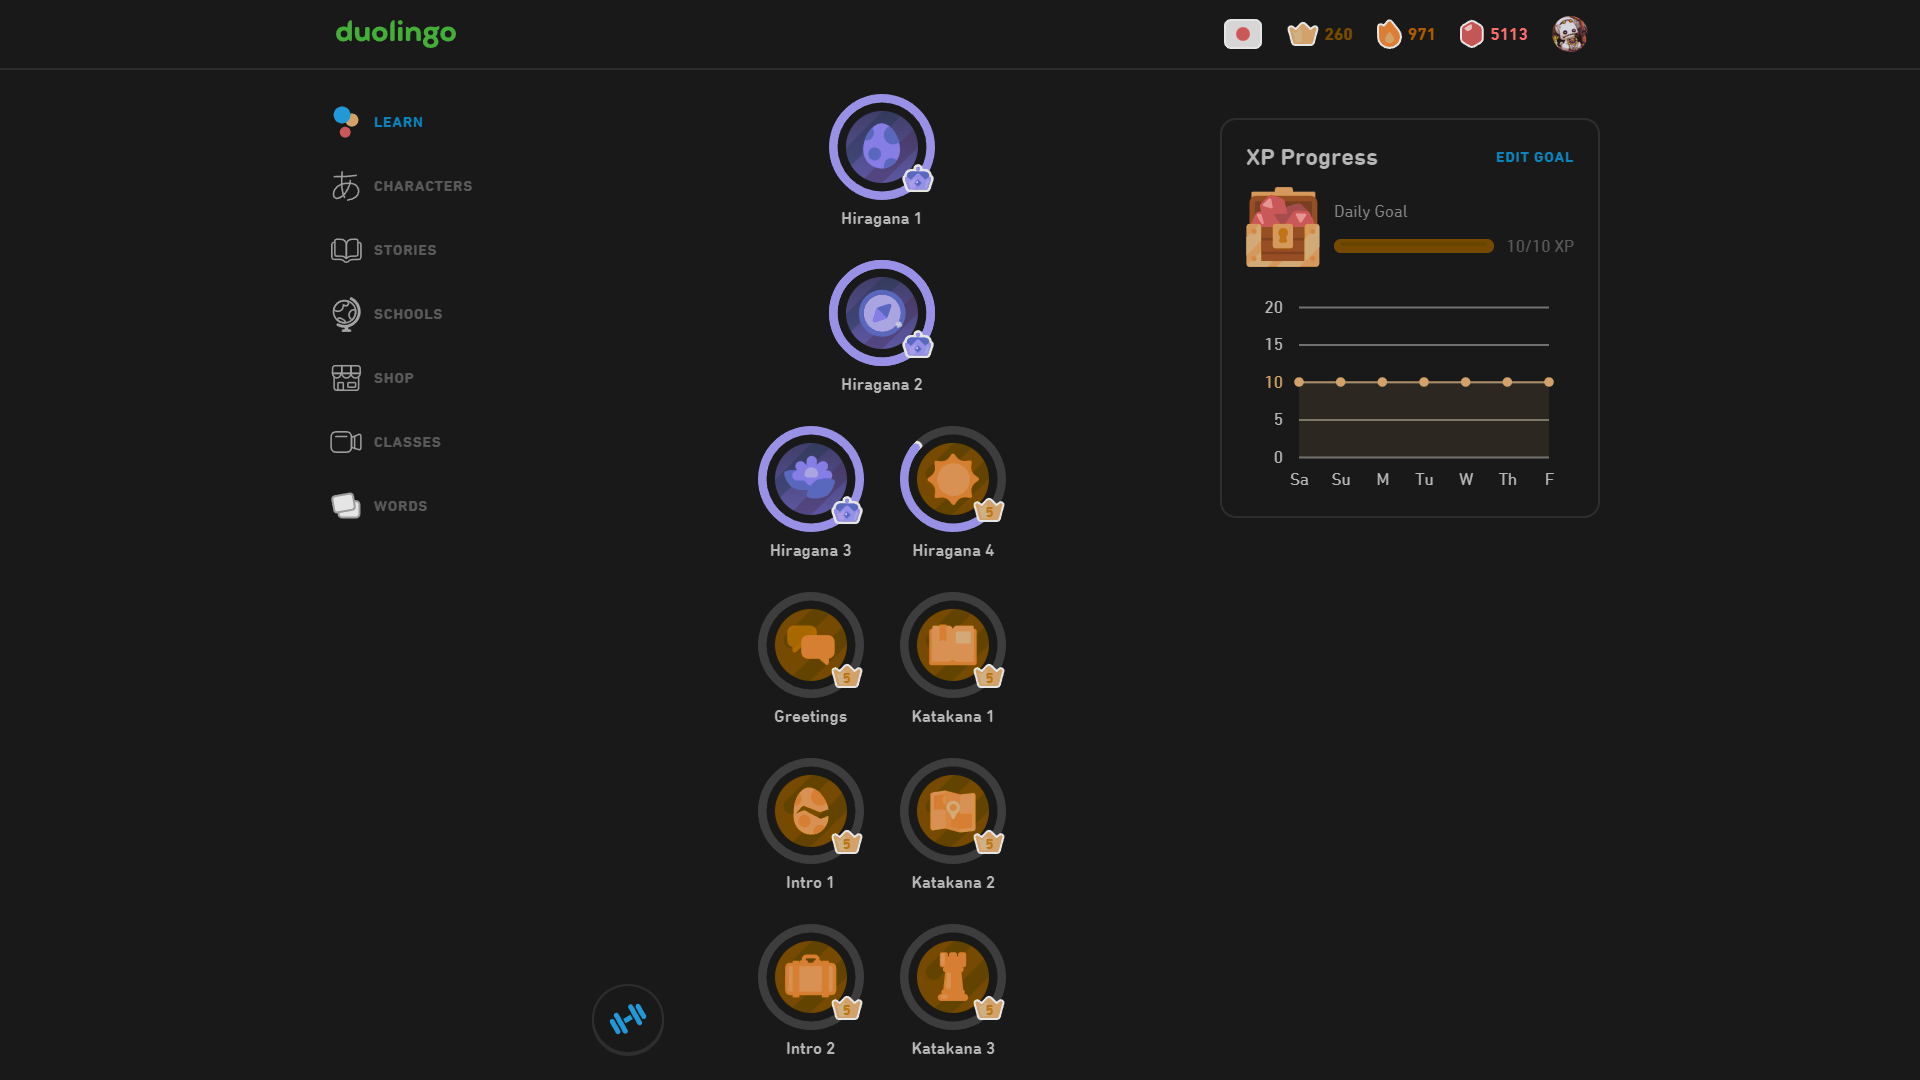 duolingo
260
971
5113
LEARN
あ CHARACTERS
STORIES
SCHOOLS
SHOP
CLASSES
WORDS
Hiragana 1
Hiragana 2
Hiragana 3
5
Hiragana 4
5
Greetings
5
Katakana 1
5
Intro 1
5
Katakana 2
5
Intro 2
5
Katakana 3
XP Progress
EDIT GOAL
Daily Goal
10/10 XP
20
15
10
5
0
Sa Su M Tu W Th F